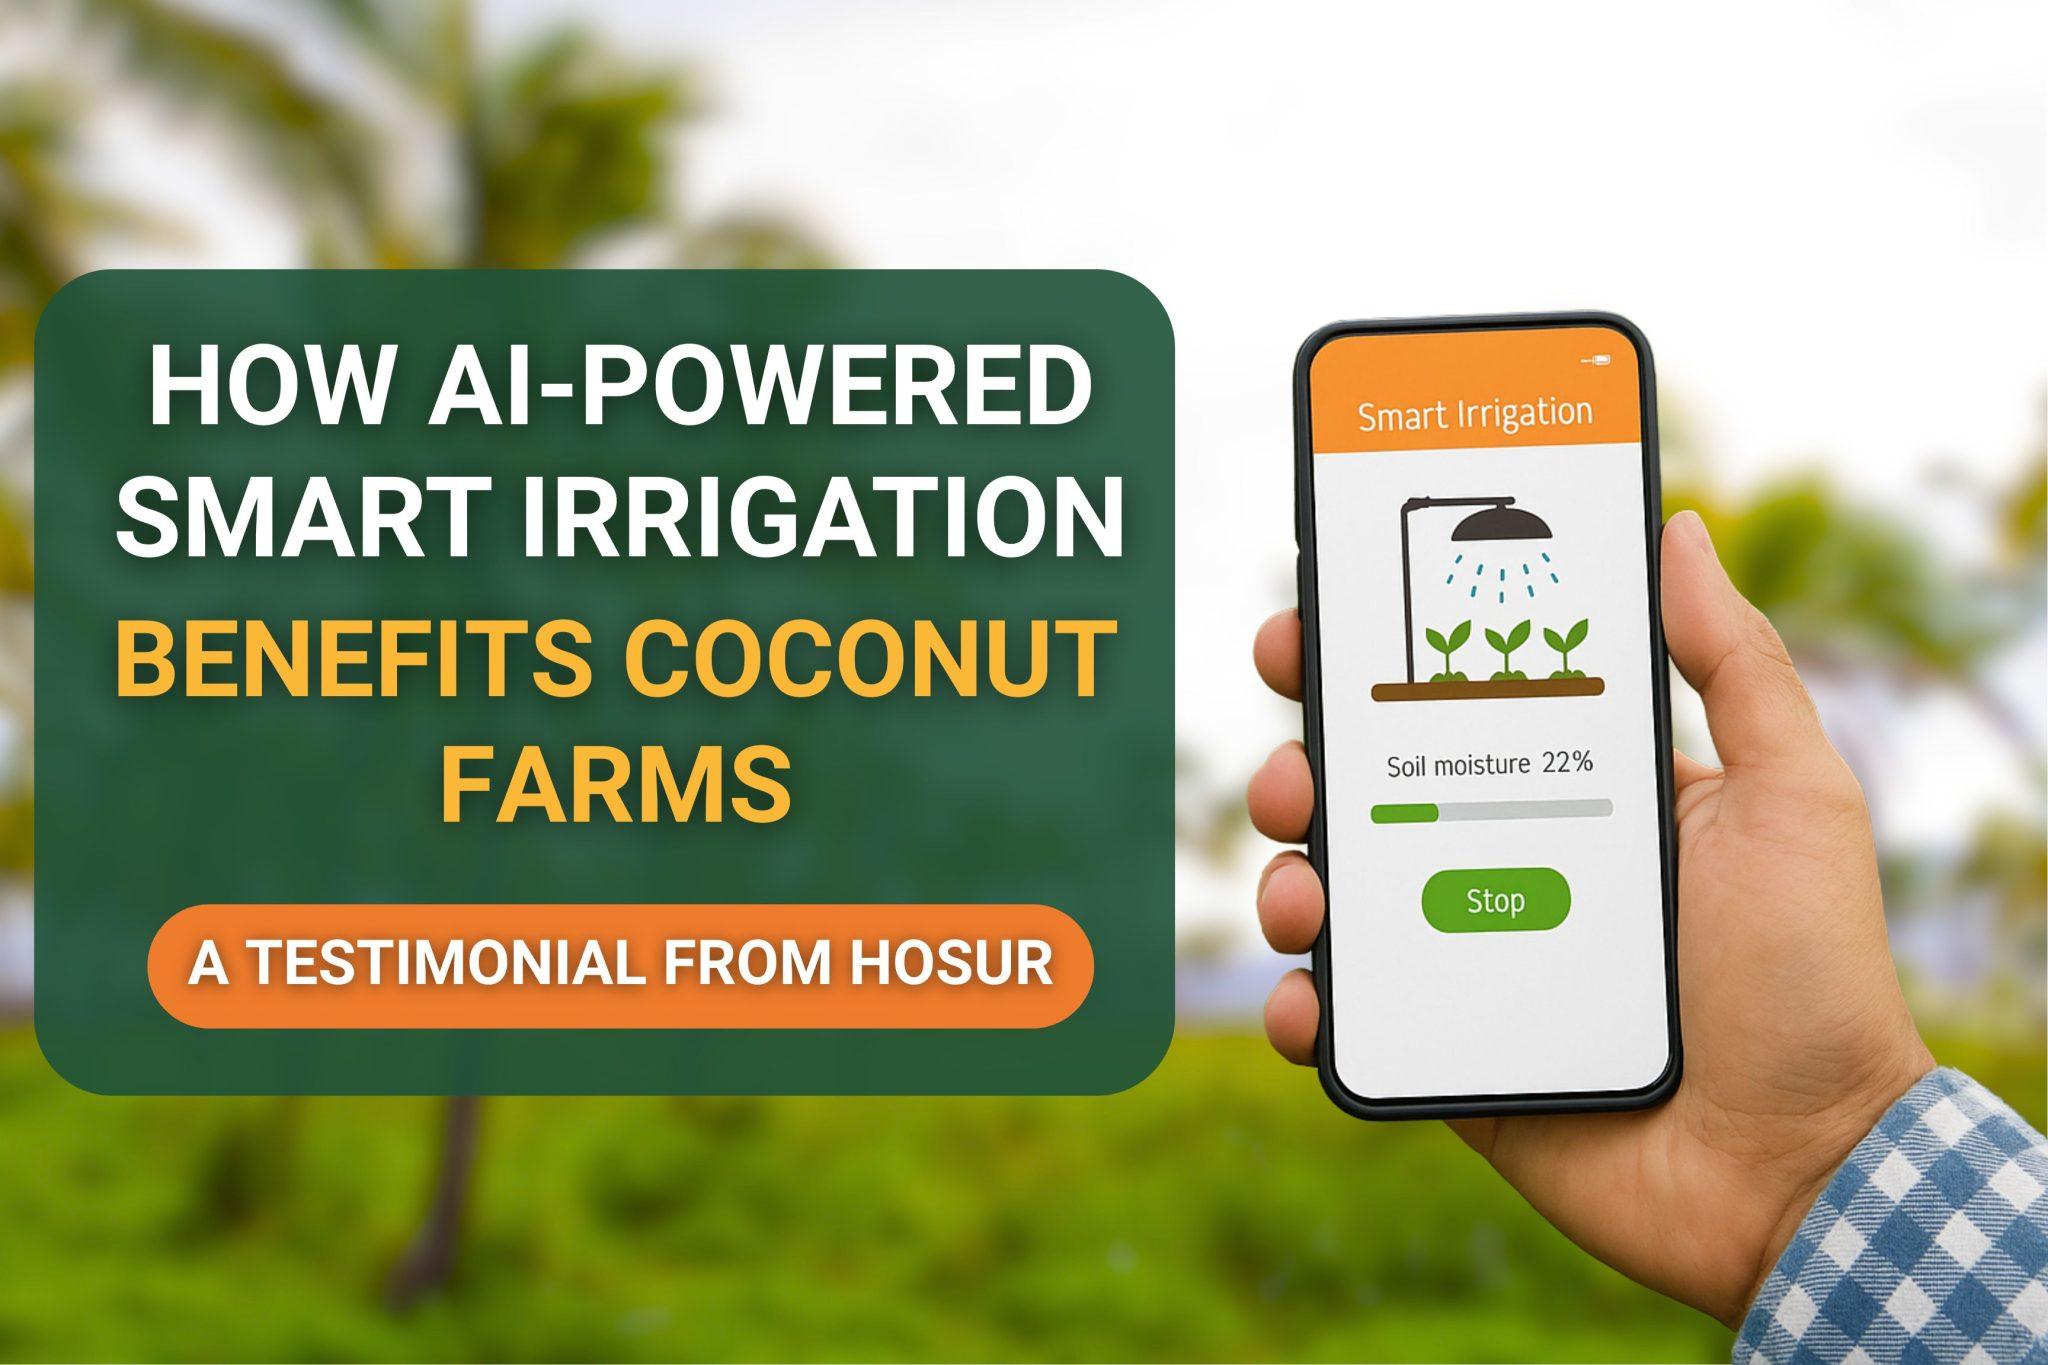 HOW AI-POWERED
SMART IRRIGATION
BENEFITS COCONUT
FARMS
A TESTIMONIAL FROM HOSUR
Smart Irrigation
Soil moisture 22%
Stop